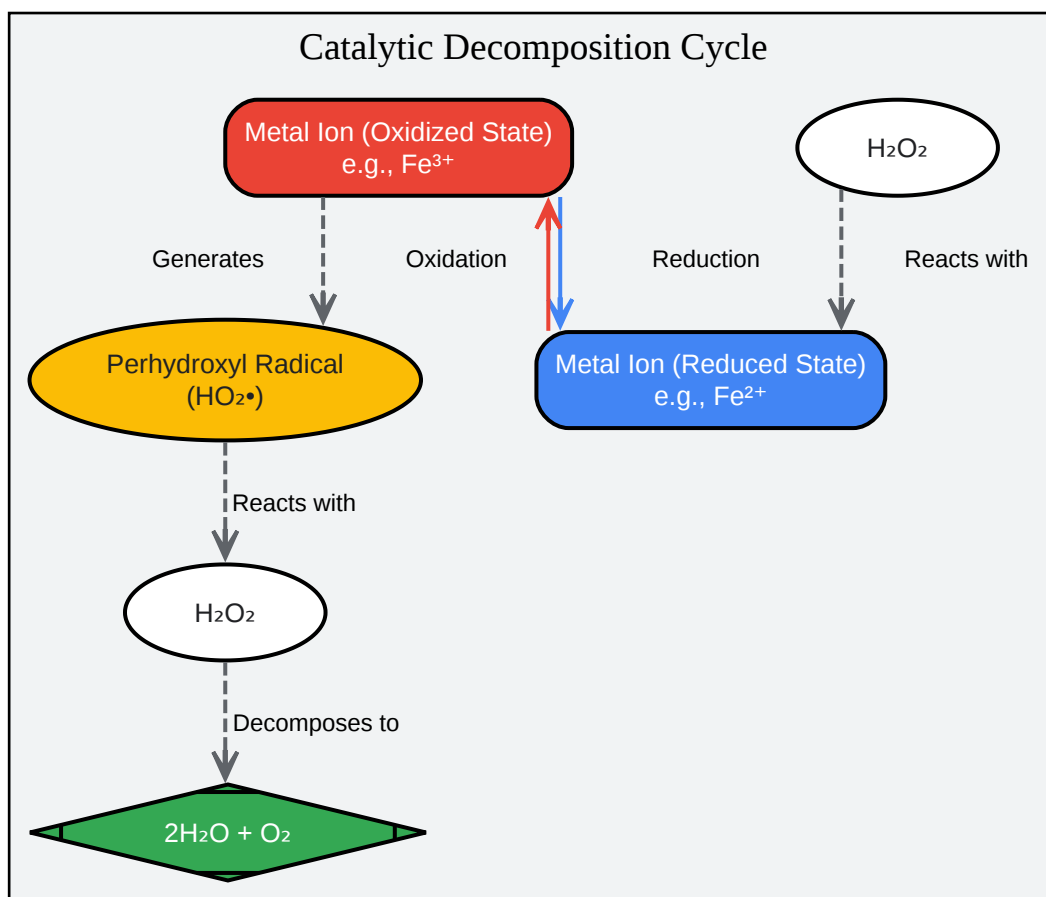 Catalytic Decomposition Cycle
Metal Ion (Oxidized State)
e.g., Fe³⁺
H₂O₂
Generates
Oxidation
Reduction
Reacts with
Perhydroxyl Radical
(HO₂•)
Metal Ion (Reduced State)
e.g., Fe²⁺
Reacts with
H₂O₂
Decomposes to
2H₂O + O₂